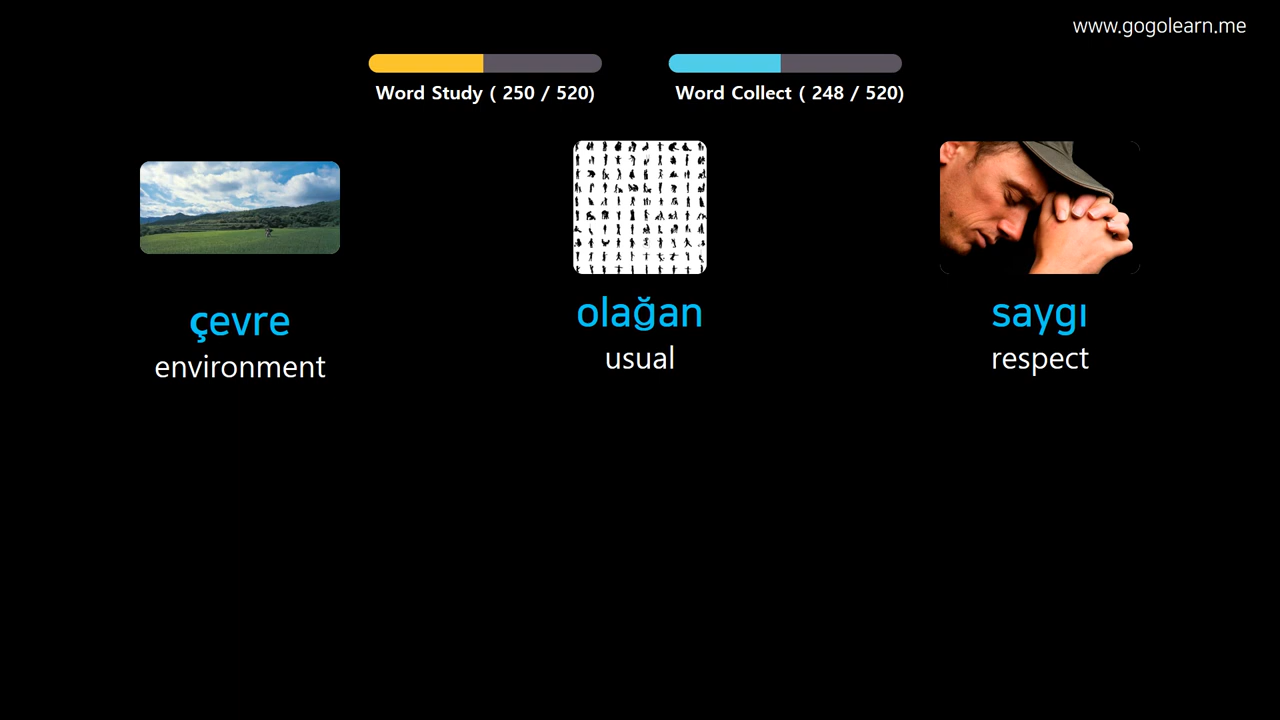 www.gogolearn.me
Word Study ( 250 / 520)
Word Collect ( 248 / 520)
çevre
environment
olağan
usual
saygı
respect